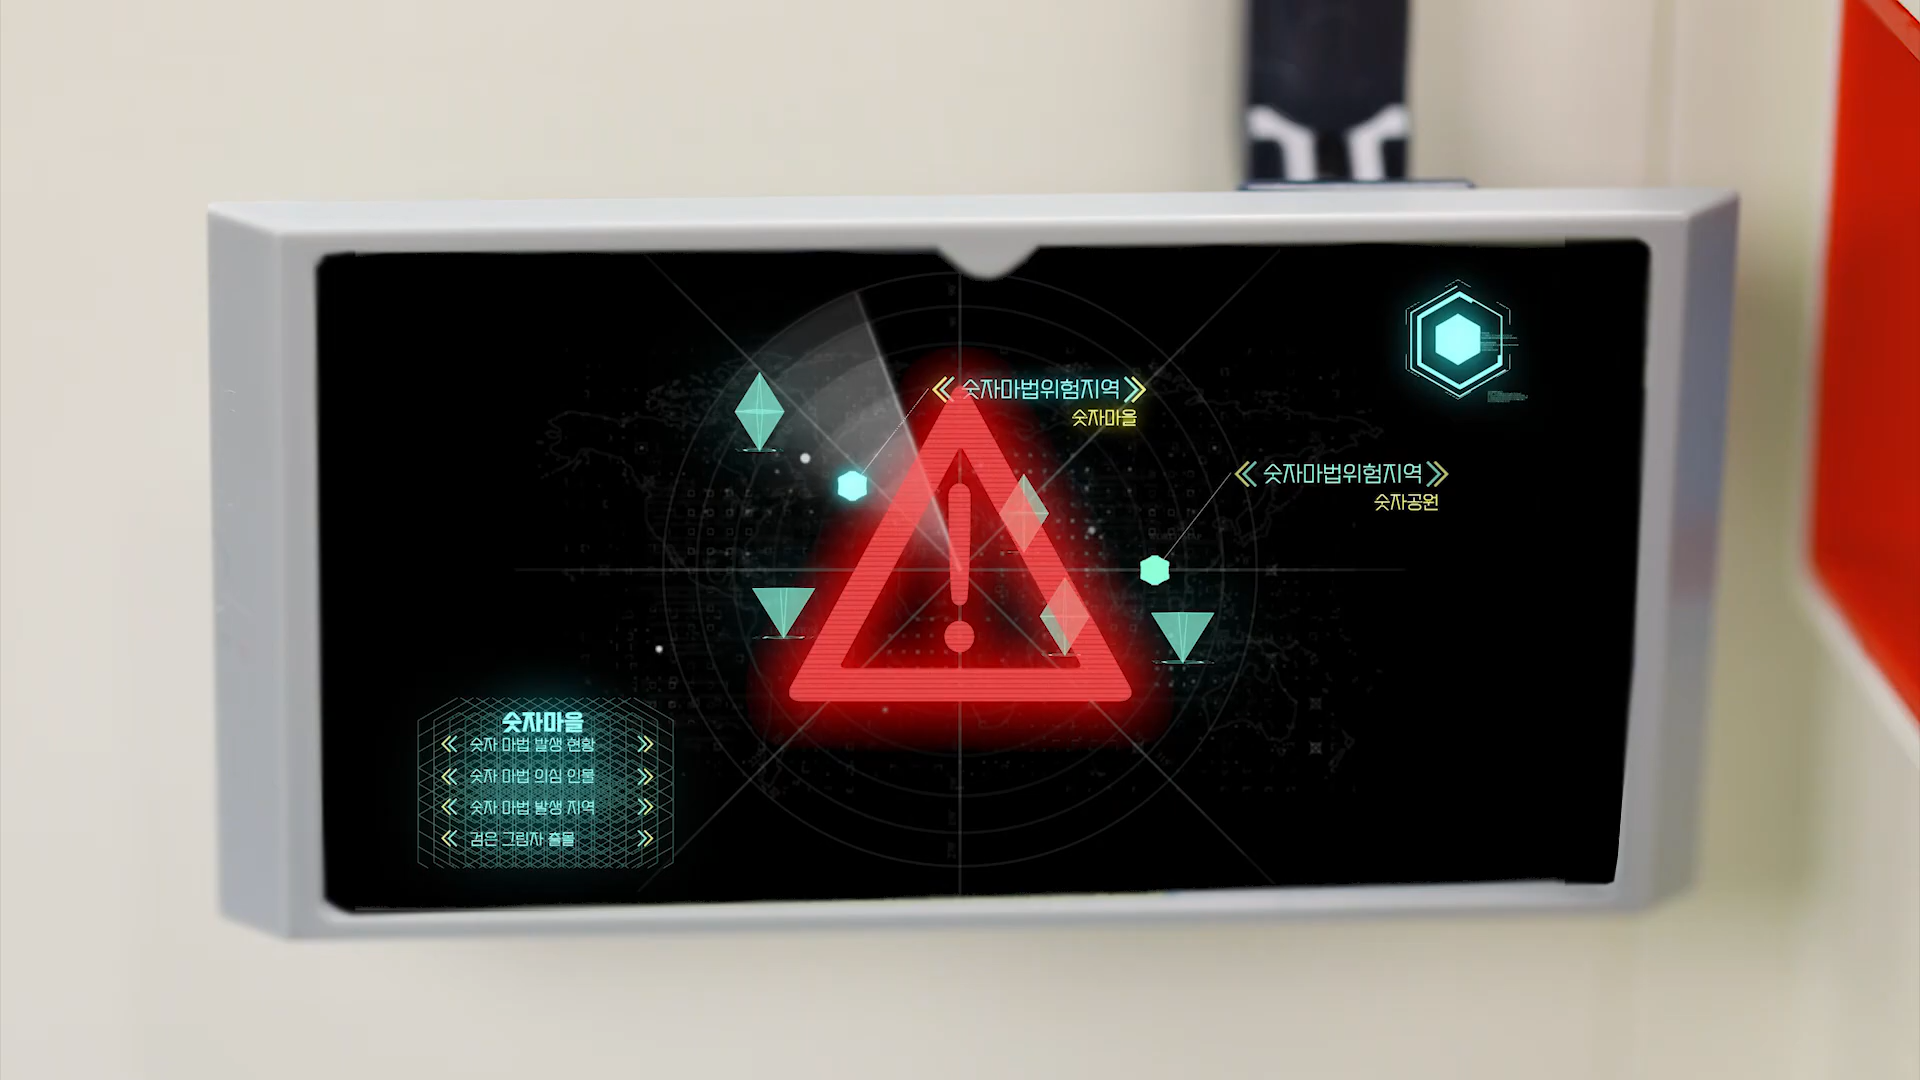 숫자마법위험지역
숫자마을
숫자마법위험지역
숫자공원
숫자마을
숫자 마법 발생 현황
숫자 마법 의심 인물
숫자 마법 발생 지역
검은 그림자 출몰